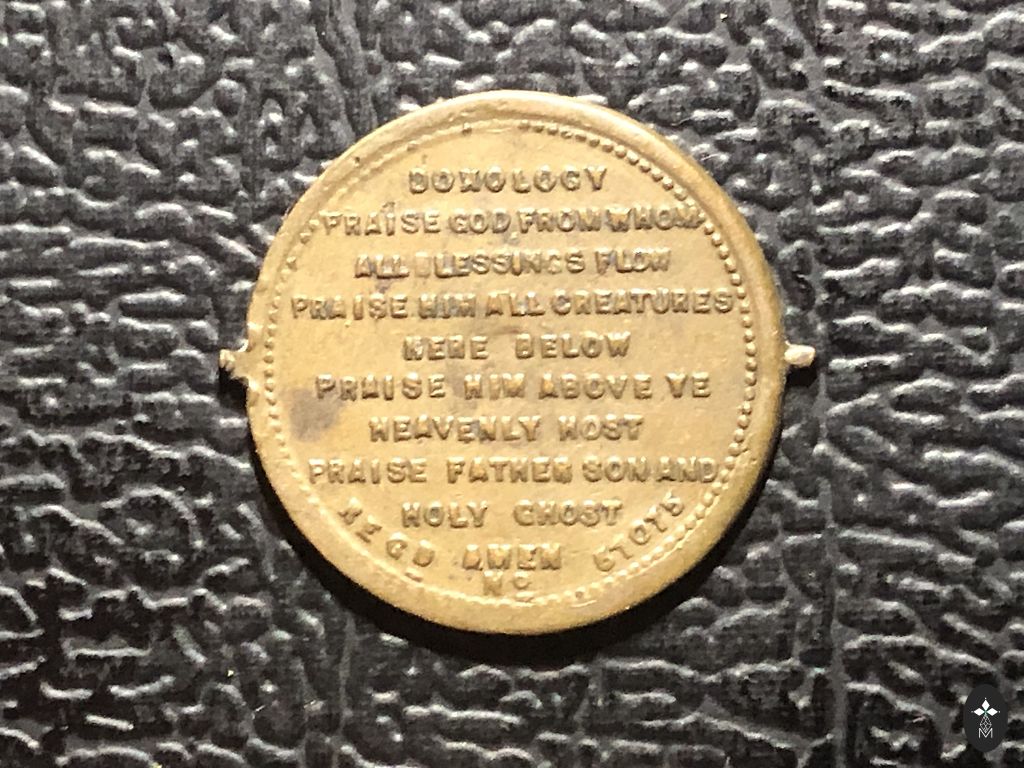 DOXOLOGY
PRAISE GOD FROM WHOM
ALL BLESSINGS FLOW
PRAISE HIM ALL CREATURES
HERE BELOW
PRAISE HIM ABOVE YE
HEAVENLY HOST
PRAISE FATHER SON AND
HOLY GHOST
AMEN
REGD No